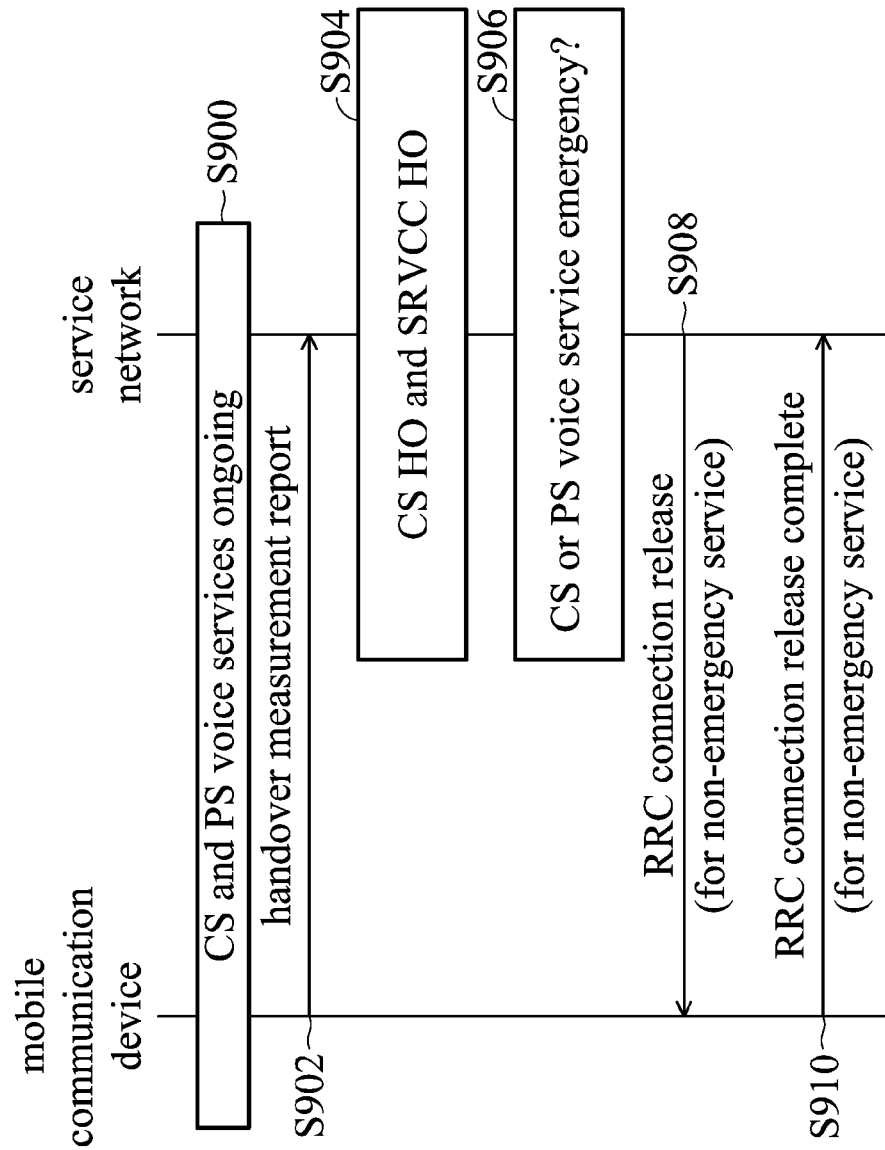 mobile
communication
device
service
network
CS and PS voice services ongoing
S900
handover measurement report
S902
S904
CS HO and SRVCC HO
S906
CS or PS voice service emergency?
RRC connection release
(for non-emergency service)
S908
RRC connection release complete
(for non-emergency service)
S910